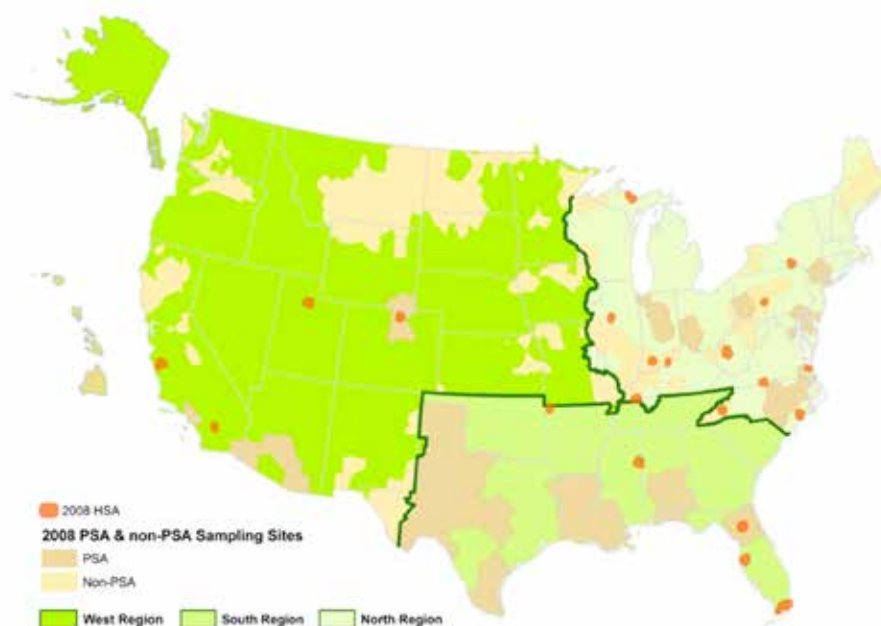 2008 HSA
2008 PSA & non-PSA Sampling Sites
PSA
Non-PSA
West Region South Region North Region